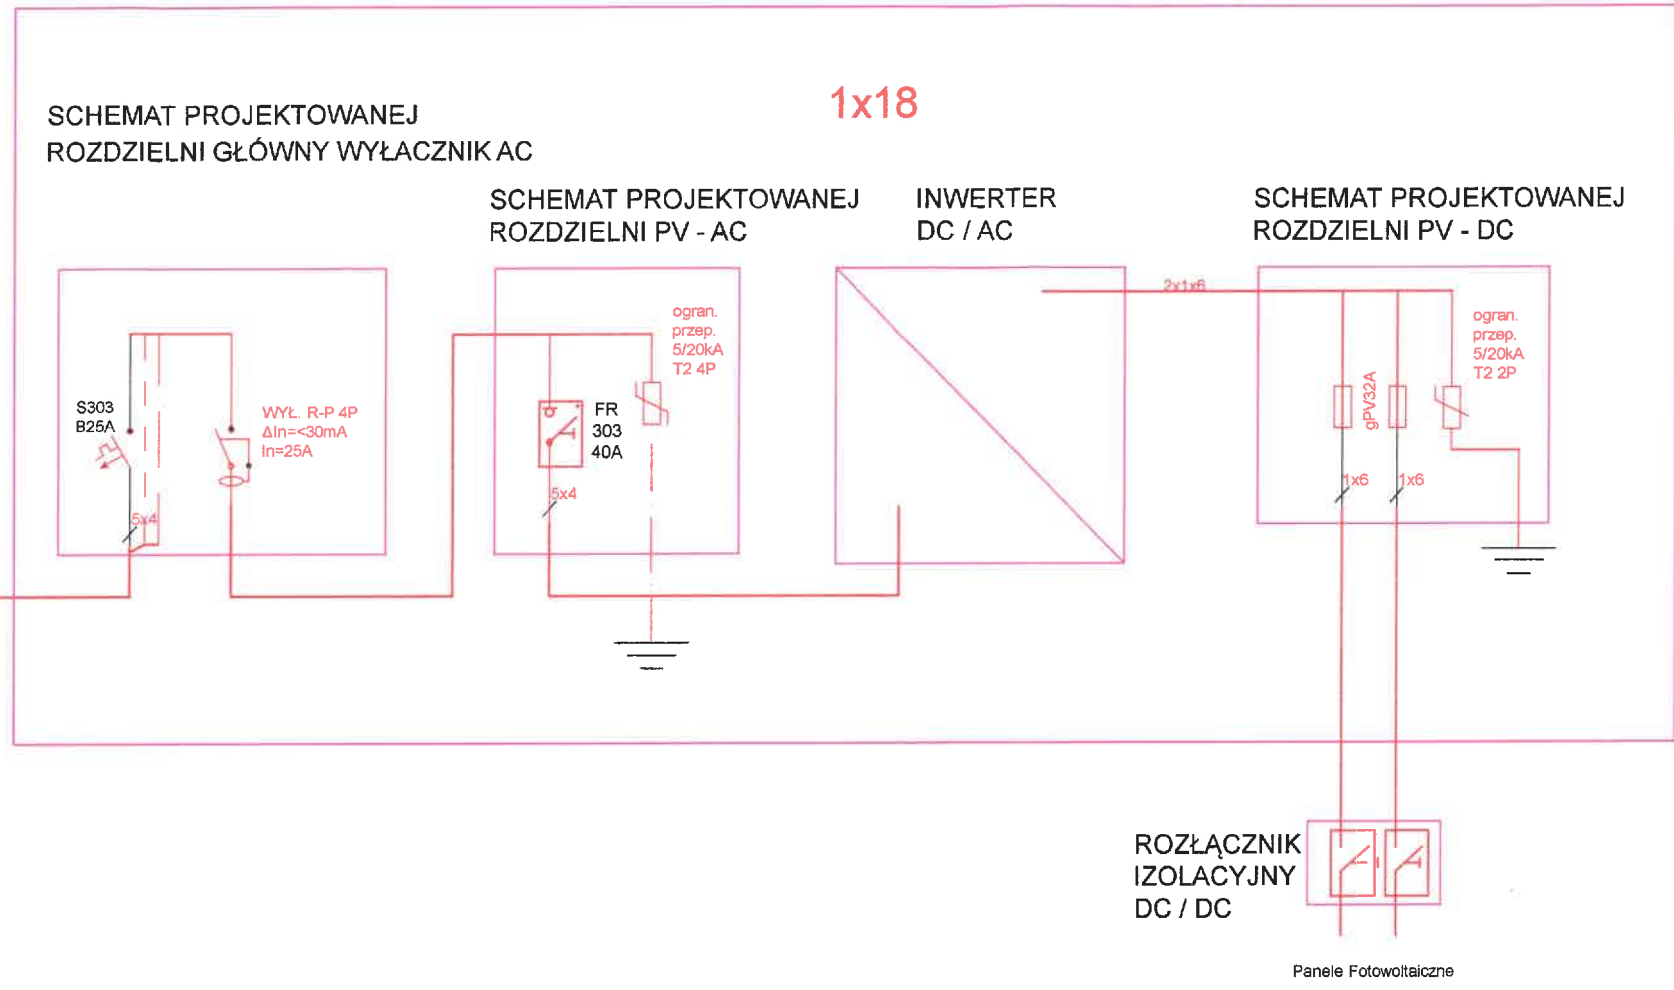 1x18
SCHEMAT PROJEKTOWANEJ
ROZDZIELNI GŁÓWNY WYŁACZNIK AC
SCHEMAT PROJEKTOWANEJ
ROZDZIELNI PV - AC
INWERTER
DC / AC
SCHEMAT PROJEKTOWANEJ
ROZDZIELNI PV - DC
S303
B25A
5x4
WYŁ. R-P 4P
ΔIn=<30mA
In=25A
ogran.
przep.
5/20kA
T2 4P
FR
303
40A
5x4
2x1x6
ogran.
przep.
5/20kA
T2 2P
gPV32A
1x6
1x6
ROZŁĄCZNIK
IZOLACYJNY
DC / DC
Panele Fotowoltaiczne